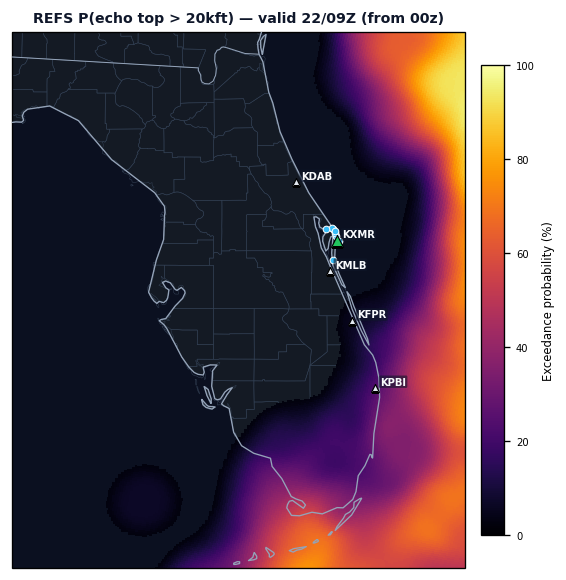 REFS P(echo top > 20kft) — valid 22/09Z (from 00z)
KDAB
KXMR
KMLB
KFPR
KPBI
100
80
60
40
20
0
Exceedance probability (%)